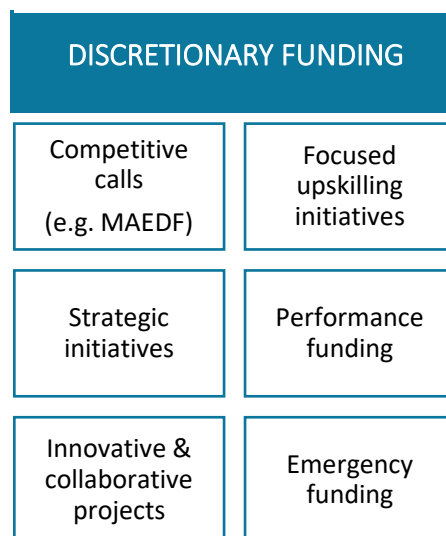 DISCRETIONARY FUNDING
Competitive
calls
(e.g. MAEDF)
Focused
upskilling
initiatives
Strategic
initiatives
Performance
funding
Innovative &
collaborative
projects
Emergency
funding